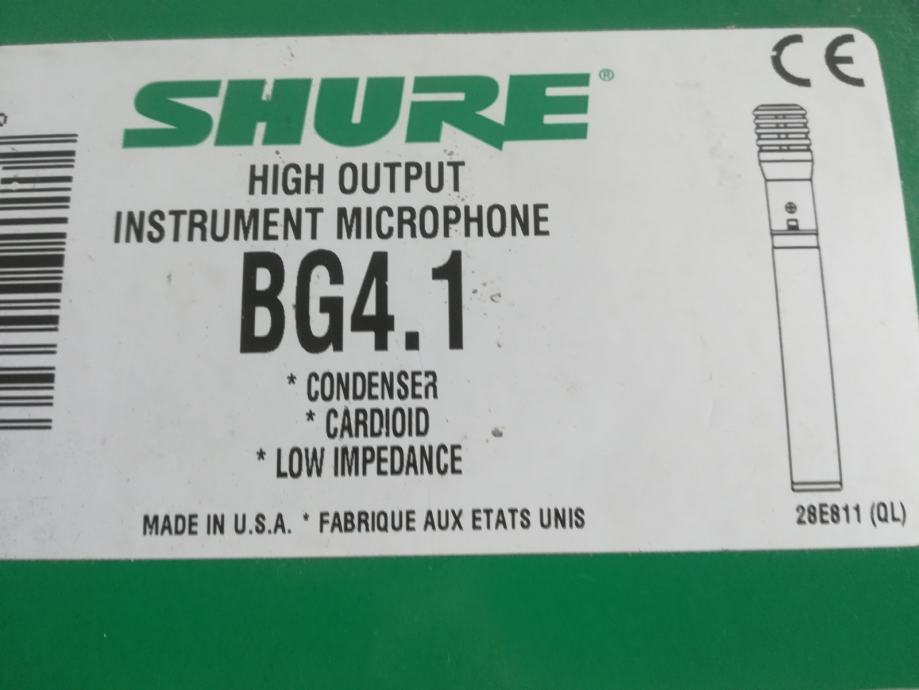 SHURE®
HIGH OUTPUT
INSTRUMENT MICROPHONE
BG4.1
* CONDENSER
* CARDIOID
* LOW IMPEDANCE
MADE IN U.S.A. * FABRIQUE AUX ETATS UNIS
CE
28E811 (QL)